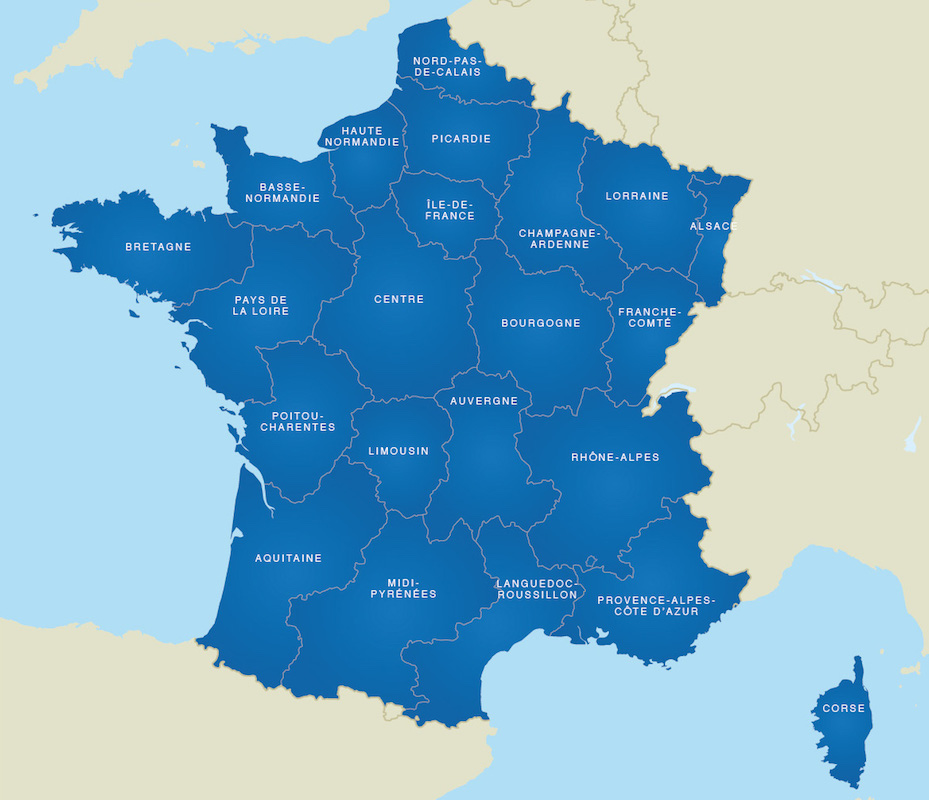 NORD-PAS-
DE-CALAIS
HAUTE
NORMANDIE
PICARDIE
BASSE-
NORMANDIE
ÎLE-DE-
FRANCE
LORRAINE
ALSACE
CHAMPAGNE-
ARDENNE
BRETAGNE
PAYS DE
LA LOIRE
CENTRE
BOURGOGNE
FRANCHE-
COMTÉ
AUVERGNE
POITOU-
CHARENTES
LIMOUSIN
RHÔNE-ALPES
AQUITAINE
MIDI-
PYRÉNÉES
LANGUEDOC-
ROUSSILLON
PROVENCE-ALPES-
CÔTE D'AZUR
CORSE